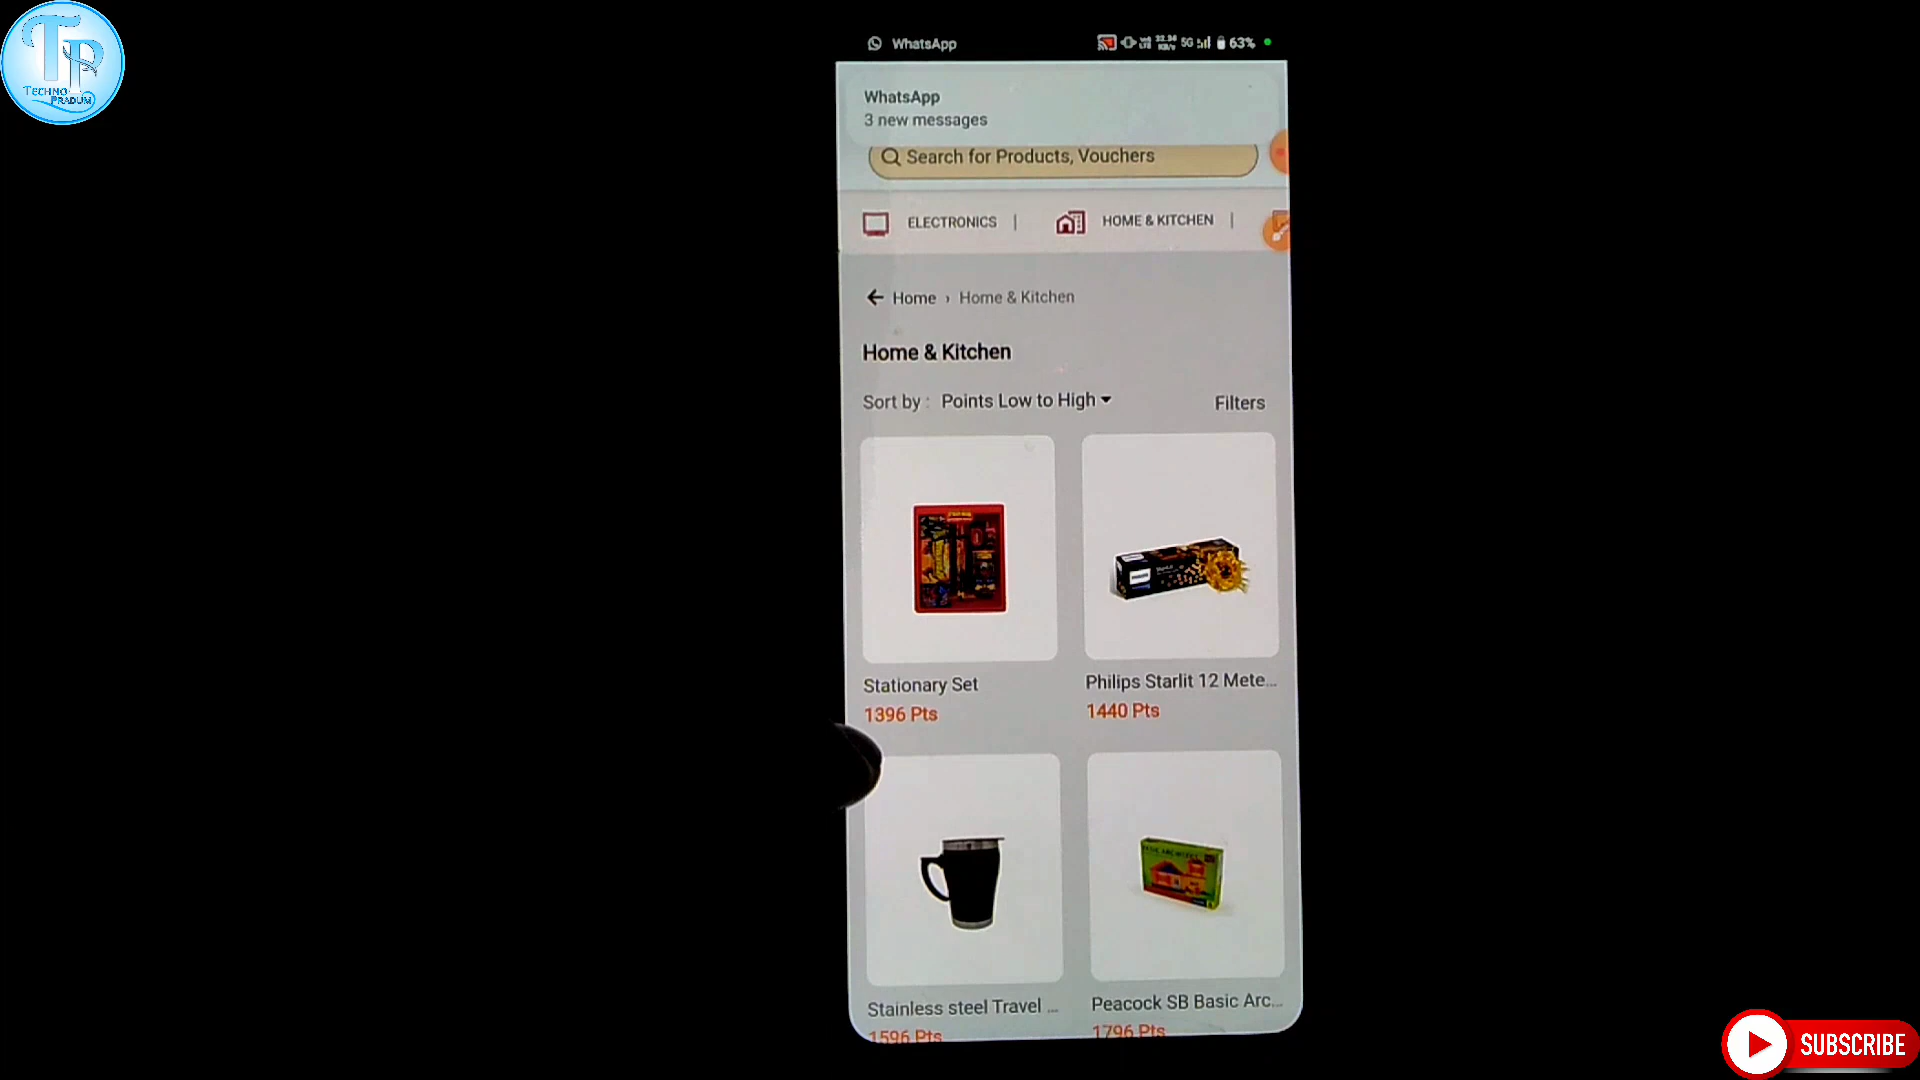 TP
TECHNO
PRADUM
WhatsApp
5G 63%
WhatsApp
3 new messages
Search for Products, Vouchers
ELECTRONICS |
HOME & KITCHEN |
Home › Home & Kitchen
Home & Kitchen
Sort by : Points Low to High
Filters
Stationary Set
1396 Pts
Philips Starlit 12 Mete...
1440 Pts
Stainless steel Travel ...
1596 Pts
Peacock SB Basic Arc...
1796 Pts
SUBSCRIBE